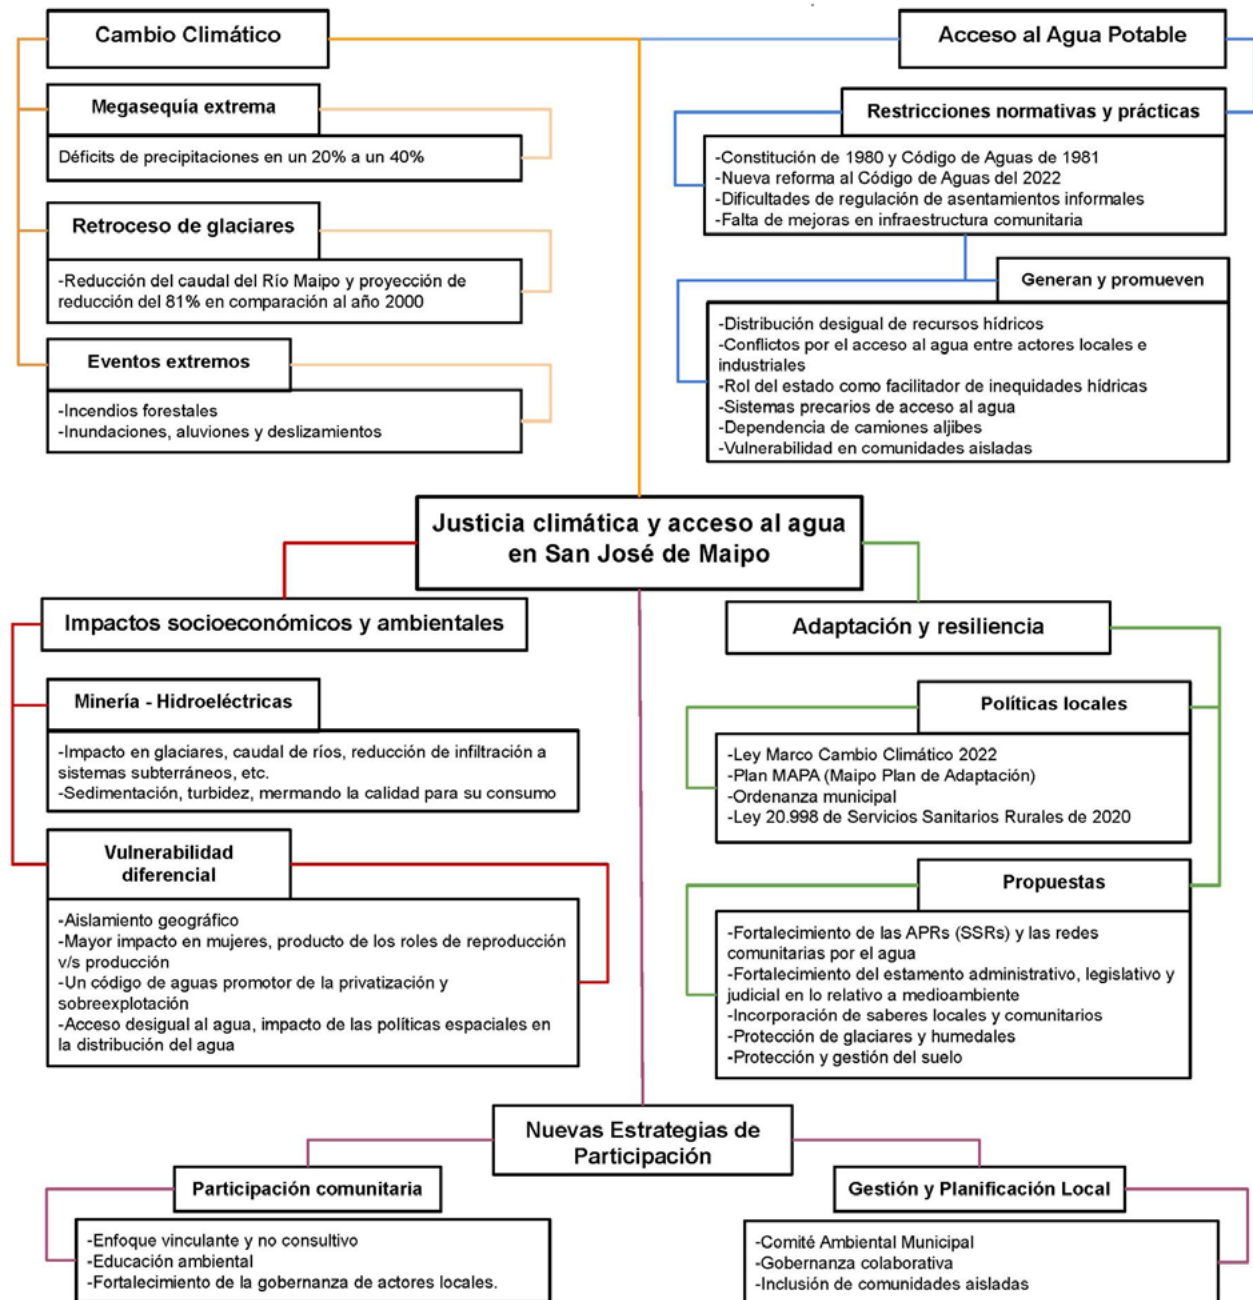 Cambio Climático
Megasequía extrema
Déficits de precipitaciones en un 20% a un 40%
Retroceso de glaciares
-Reducción del caudal del Río Maipo y proyección de
reducción del 81% en comparación al año 2000
Eventos extremos
-Incendios forestales
-Inundaciones, aluviones y deslizamientos
Acceso al Agua Potable
Restricciones normativas y prácticas
-Constitución de 1980 y Código de Aguas de 1981
-Nueva reforma al Código de Aguas del 2022
-Dificultades de regulación de asentamientos informales
-Falta de mejoras en infraestructura comunitaria
Generan y promueven
-Distribución desigual de recursos hídricos
-Conflictos por el acceso al agua entre actores locales e
industriales
-Rol del estado como facilitador de inequidades hídricas
-Sistemas precarios de acceso al agua
-Dependencia de camiones aljibes
-Vulnerabilidad en comunidades aisladas
Justicia climática y acceso al agua
en San José de Maipo
Impactos socioeconómicos y ambientales
Minería - Hidroeléctricas
-Impacto en glaciares, caudal de ríos, reducción de infiltración a
sistemas subterráneos, etc.
-Sedimentación, turbidez, mermando la calidad para su consumo
Vulnerabilidad
diferencial
-Aislamiento geográfico
-Mayor impacto en mujeres, producto de los roles de reproducción
v/s producción
-Un código de aguas promotor de la privatización y
sobreexplotación
-Acceso desigual al agua, impacto de las políticas espaciales en
la distribución del agua
Adaptación y resiliencia
Políticas locales
-Ley Marco Cambio Climático 2022
-Plan MAPA (Maipo Plan de Adaptación)
-Ordenanza municipal
-Ley 20.998 de Servicios Sanitarios Rurales de 2020
Propuestas
-Fortalecimiento de las APRs (SSRs) y las redes
comunitarias por el agua
-Fortalecimiento del estamento administrativo, legislativo y
judicial en lo relativo a medioambiente
-Incorporación de saberes locales y comunitarios
-Protección de glaciares y humedales
-Protección y gestión del suelo
Nuevas Estrategias de
Participación
Participación comunitaria
-Enfoque vinculante y no consultivo
-Educación ambiental
-Fortalecimiento de la gobernanza de actores locales.
Gestión y Planificación Local
-Comité Ambiental Municipal
-Gobernanza colaborativa
-Inclusión de comunidades aisladas